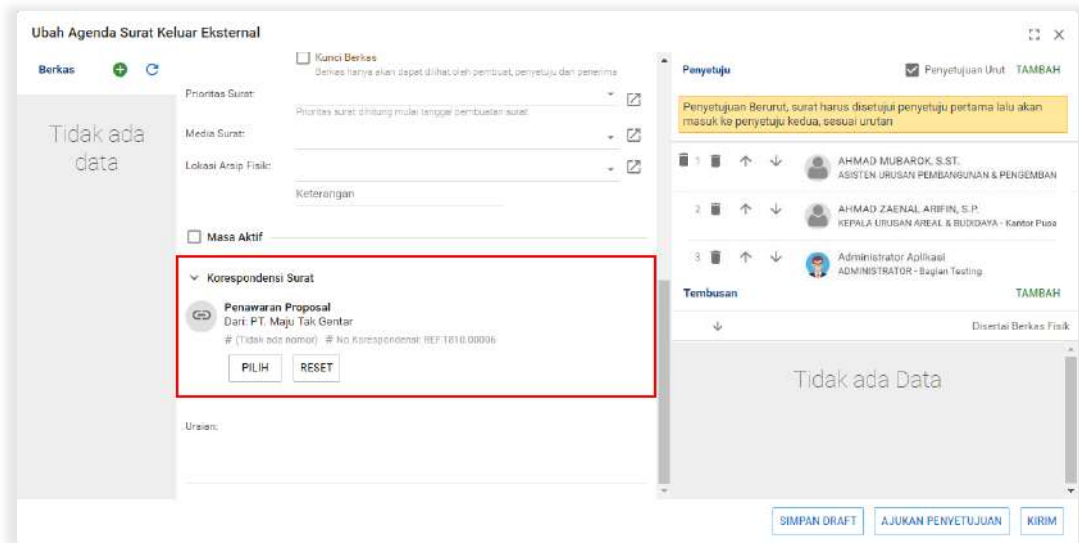 Ubah Agenda Surat Keluar Eksternal
Berkas
Tidak ada
data
Kunci Berkas
Berkas hanya akan dapat dilihat oleh pembuat, penyetuju dan penerima
Prioritas Surat:
Prioritas surat dihitung mulai tanggal pembuatan surat
Media Surat:
Lokasi Arsip Fisik:
Keterangan
Masa Aktif
Korespondensi Surat
Penawaran Proposal
Dari: PT. Maju Tak Gentar
# (Tidak ada nomor) # No Korespondensi: REF.1810.00006
PILIH RESET
Uraian:
Penyetuju Penyetujuan Urut TAMBAH
Penyetujuan Berurut, surat harus disetujui penyetuju pertama lalu akan
masuk ke penyetuju kedua, sesuai urutan
1 AHMAD MUBAROK, S.ST.
ASISTEN URUSAN PEMBANGUNAN & PENGEMBAN
2 AHMAD ZAENAL ARIFIN, S.P.
KEPALA URUSAN AREAL & BUDIDAYA - Kantor Pusa
3 Administrator Aplikasi
ADMINISTRATOR - Bagian Testing
Tembusan TAMBAH
Disertai Berkas Fisik
Tidak ada Data
SIMPAN DRAFT AJUKAN PENYETUJUAN KIRIM